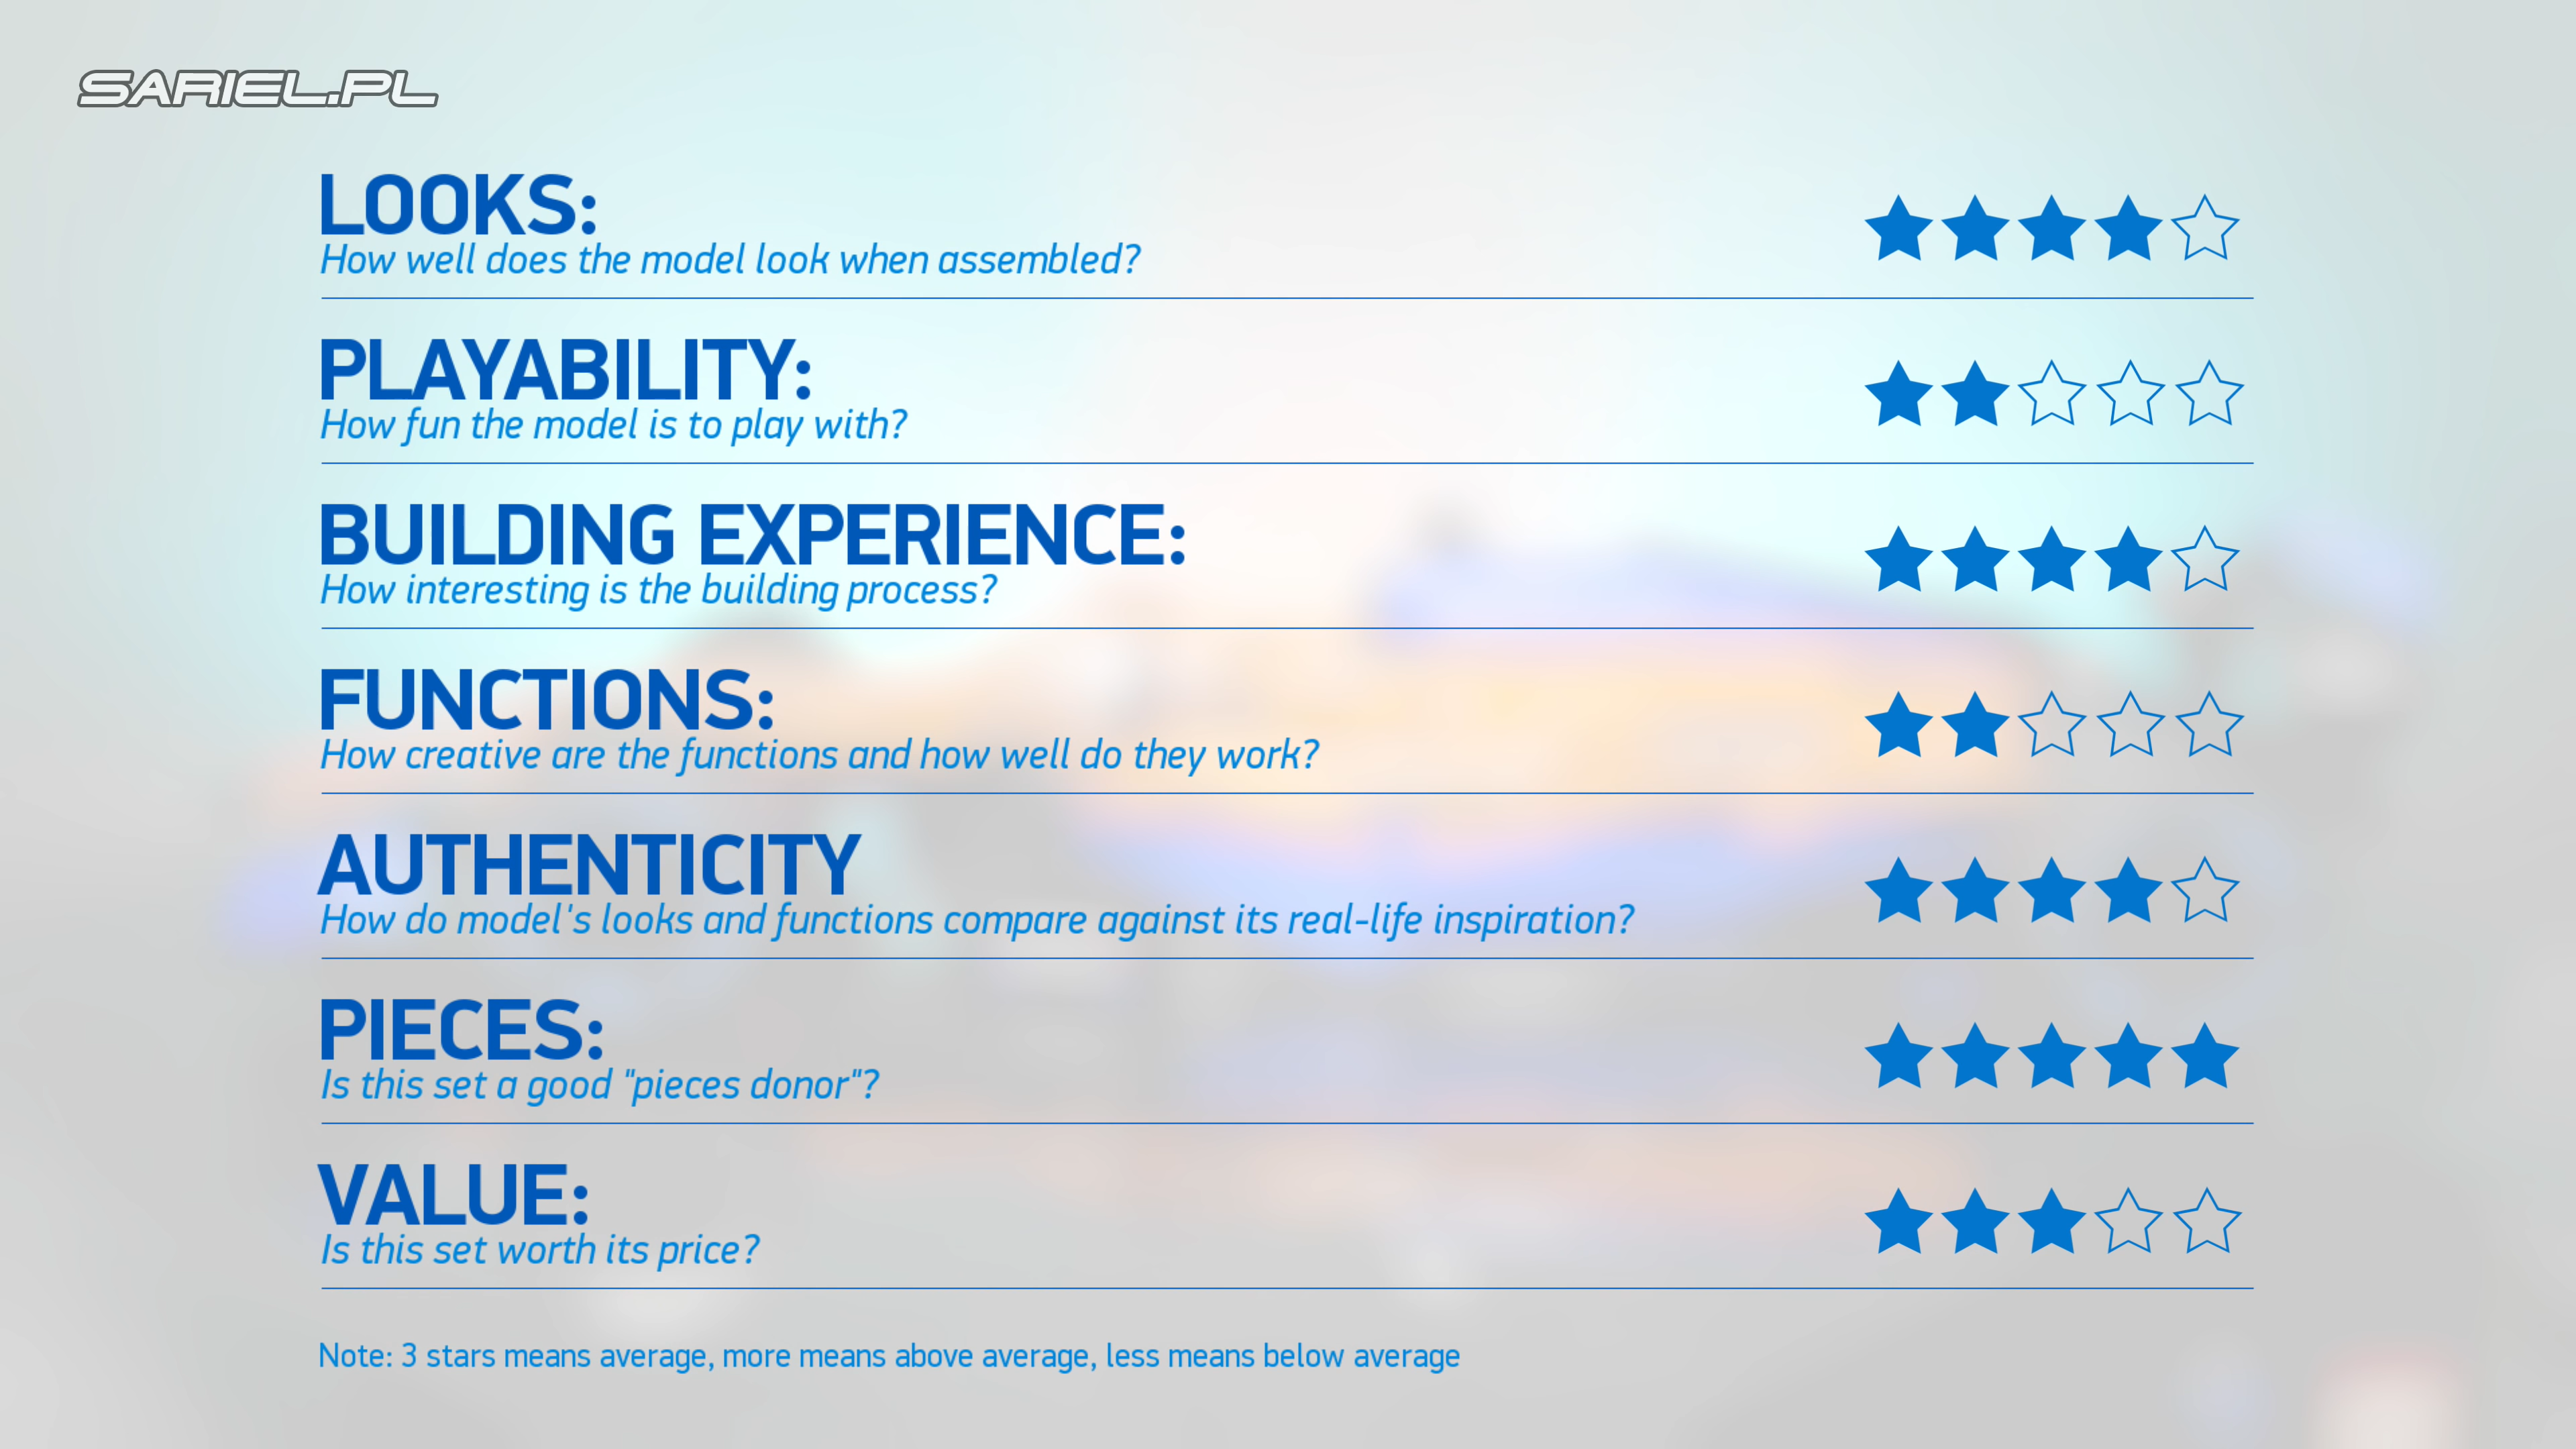 SARIEL.PL
LOOKS:
How well does the model look when assembled?
PLAYABILITY:
How fun the model is to play with?
BUILDING EXPERIENCE:
How interesting is the building process?
FUNCTIONS:
How creative are the functions and how well do they work?
AUTHENTICITY
How do model's looks and functions compare against its real-life inspiration?
PIECES:
Is this set a good "pieces donor"?
VALUE:
Is this set worth its price?
Note: 3 stars means average, more means above average, less means below average